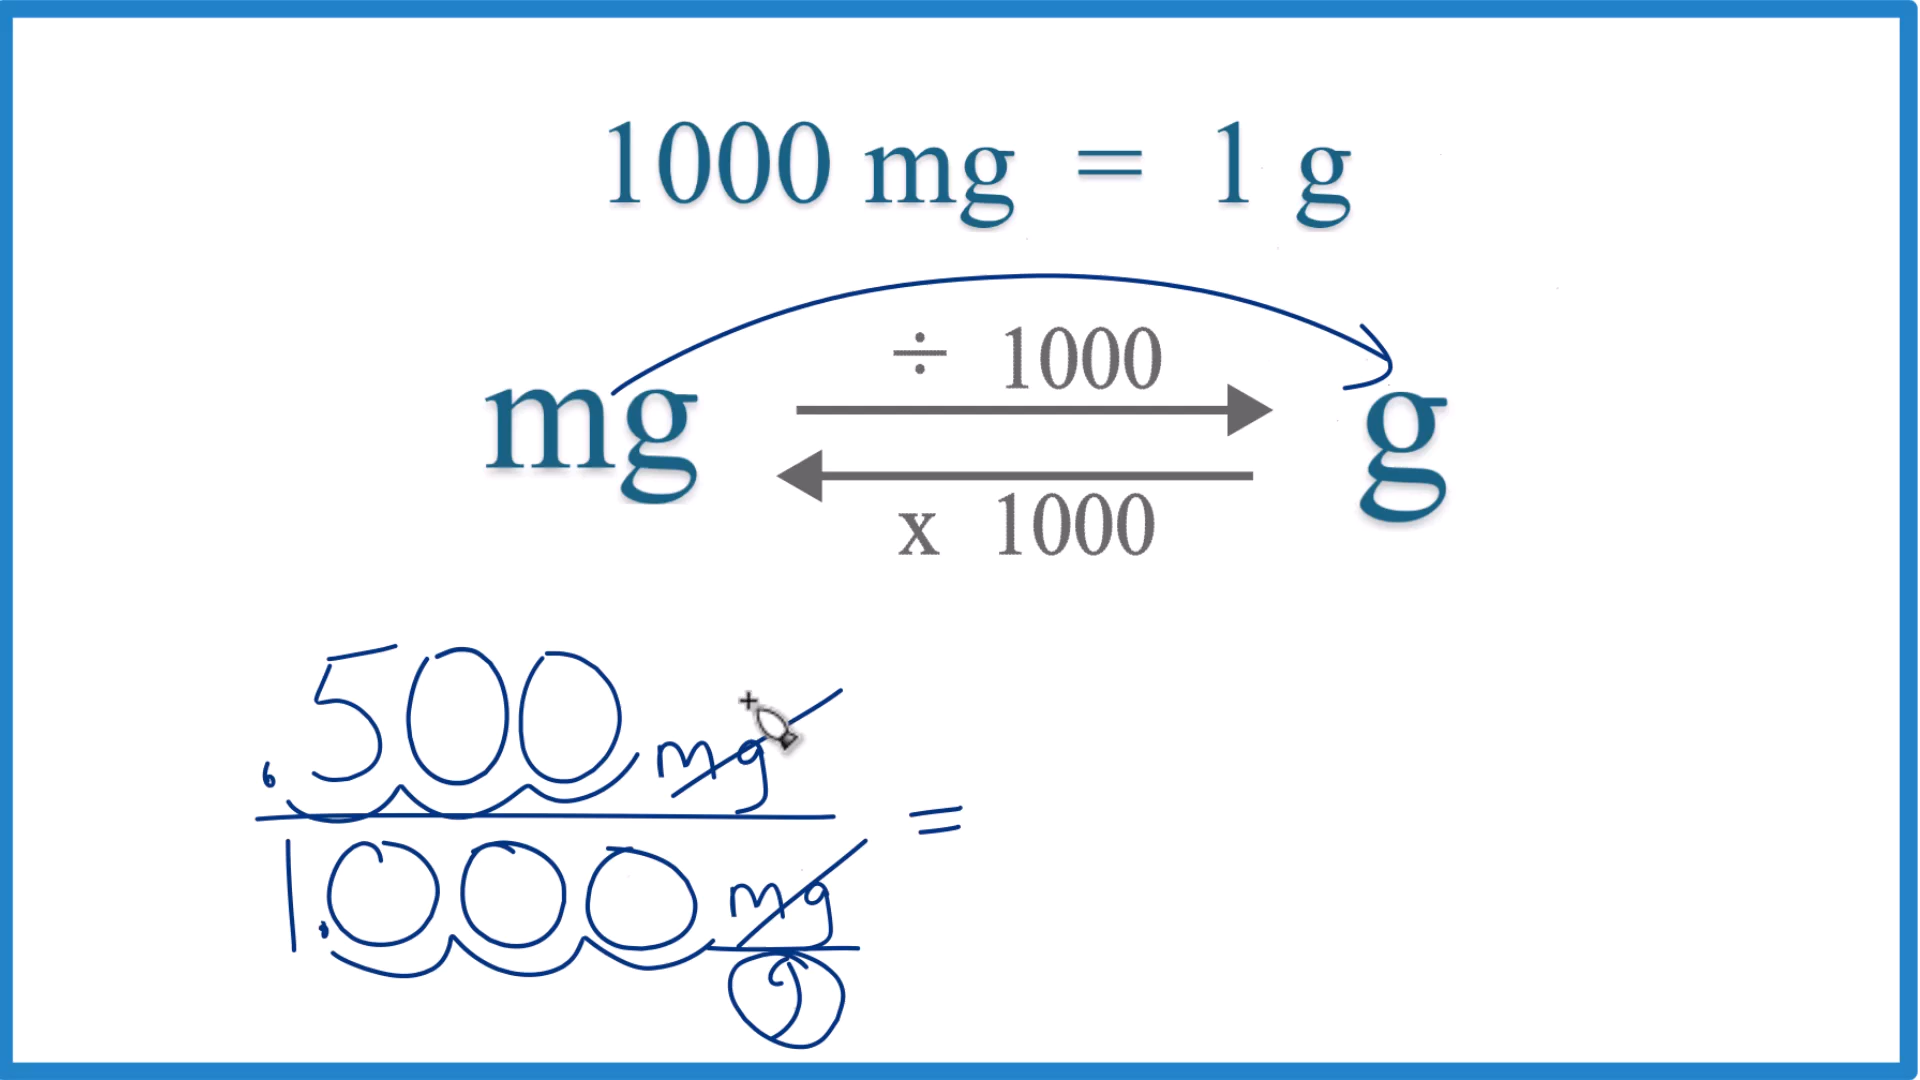 1000 mg = 1 g
÷ 1000
mg g
x 1000
.500 mg =
1.000 mg
g